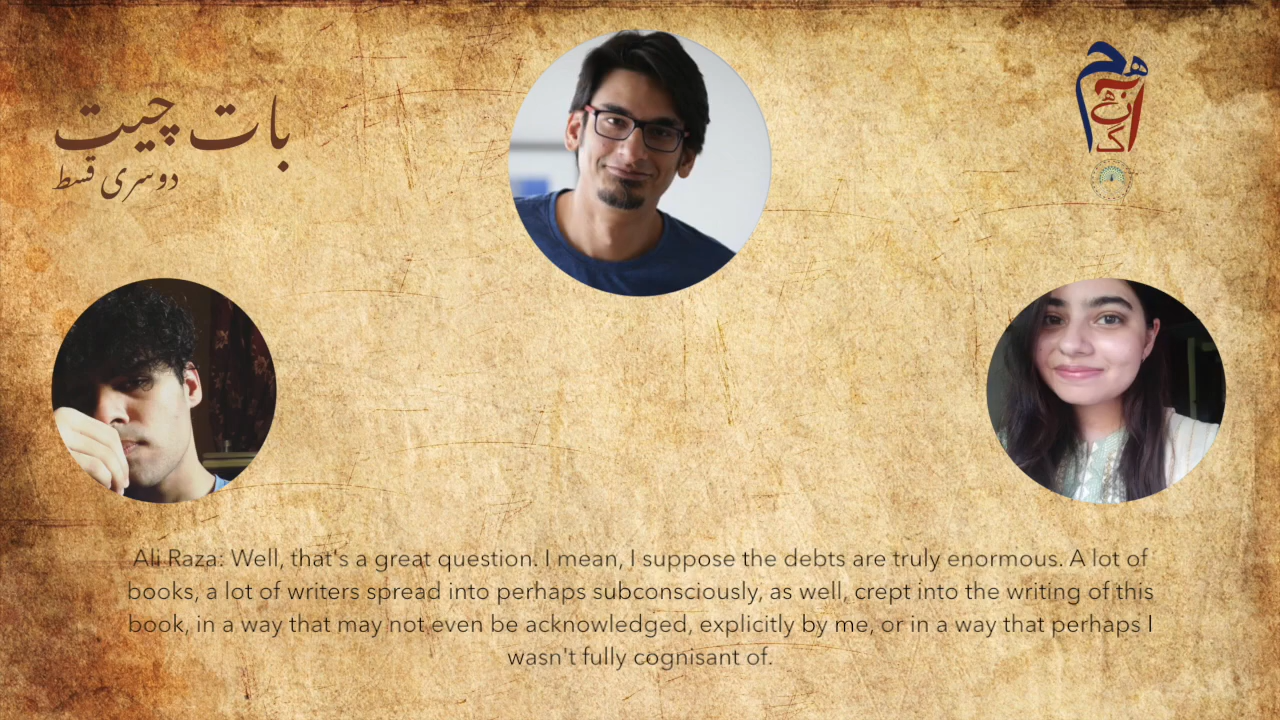 بات چیت
دوسری قسط
Ali Raza: Well, that's a great question. I mean, I suppose the debts are truly enormous. A lot of
books, a lot of writers spread into perhaps subconsciously, as well, crept into the writing of this
book, in a way that may not even be acknowledged, explicitly by me, or in a way that perhaps I
wasn't fully cognisant of.